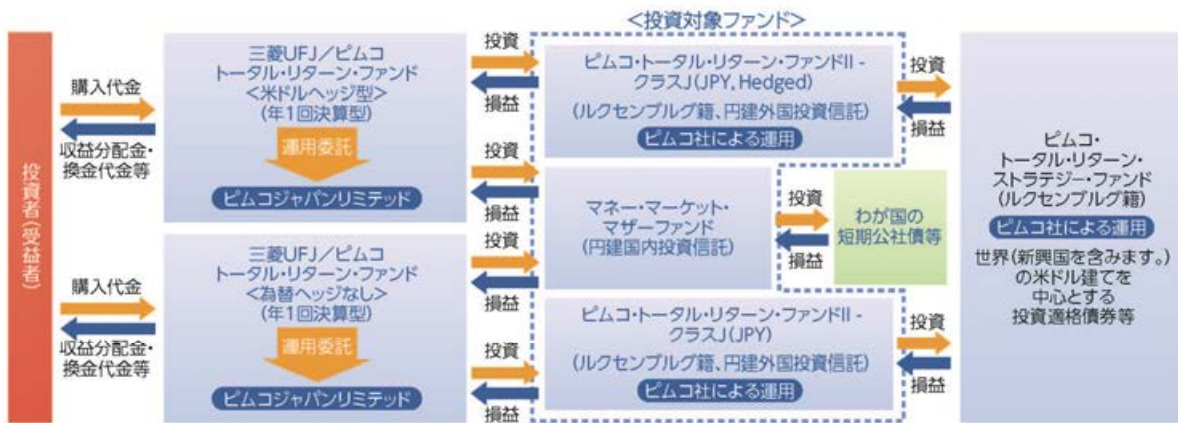 <投資対象ファンド>
投資者(受益者)
購入代金
収益分配金・
換金代金等
三菱UFJ/ピムコ
トータル・リターン・ファンド
<米ドルヘッジ型>
(年1回決算型)
運用委託
ピムコジャパンリミテッド
投資
損益
投資
損益
ピムコ・トータル・リターン・ファンドII -
クラスJ(JPY, Hedged)
(ルクセンブルグ籍、円建外国投資信託)
ピムコ社による運用
投資
損益
マネー・マーケット・
マザーファンド
(円建国内投資信託)
投資
損益
わが国の
短期公社債等
購入代金
収益分配金・
換金代金等
三菱UFJ/ピムコ
トータル・リターン・ファンド
<為替ヘッジなし>
(年1回決算型)
運用委託
ピムコジャパンリミテッド
投資
損益
投資
損益
ピムコ・トータル・リターン・ファンドII -
クラスJ(JPY)
(ルクセンブルグ籍、円建外国投資信託)
ピムコ社による運用
投資
損益
ピムコ・
トータル・リターン・
ストラテジー・ファンド
(ルクセンブルグ籍)
ピムコ社による運用
世界(新興国を含みます。)
の米ドル建てを
中心とする
投資適格債券等